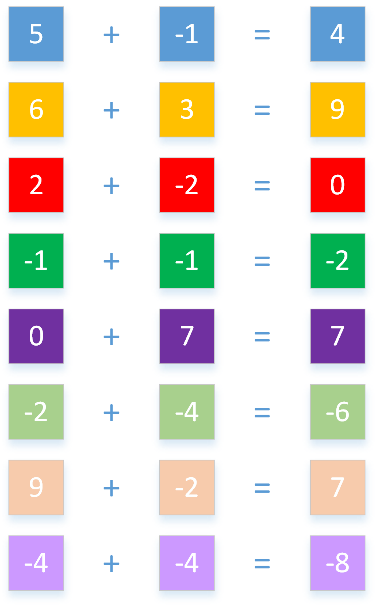 5 + -1 = 4
6 + 3 = 9
2 + -2 = 0
-1 + -1 = -2
0 + 7 = 7
-2 + -4 = -6
9 + -2 = 7
-4 + -4 = -8